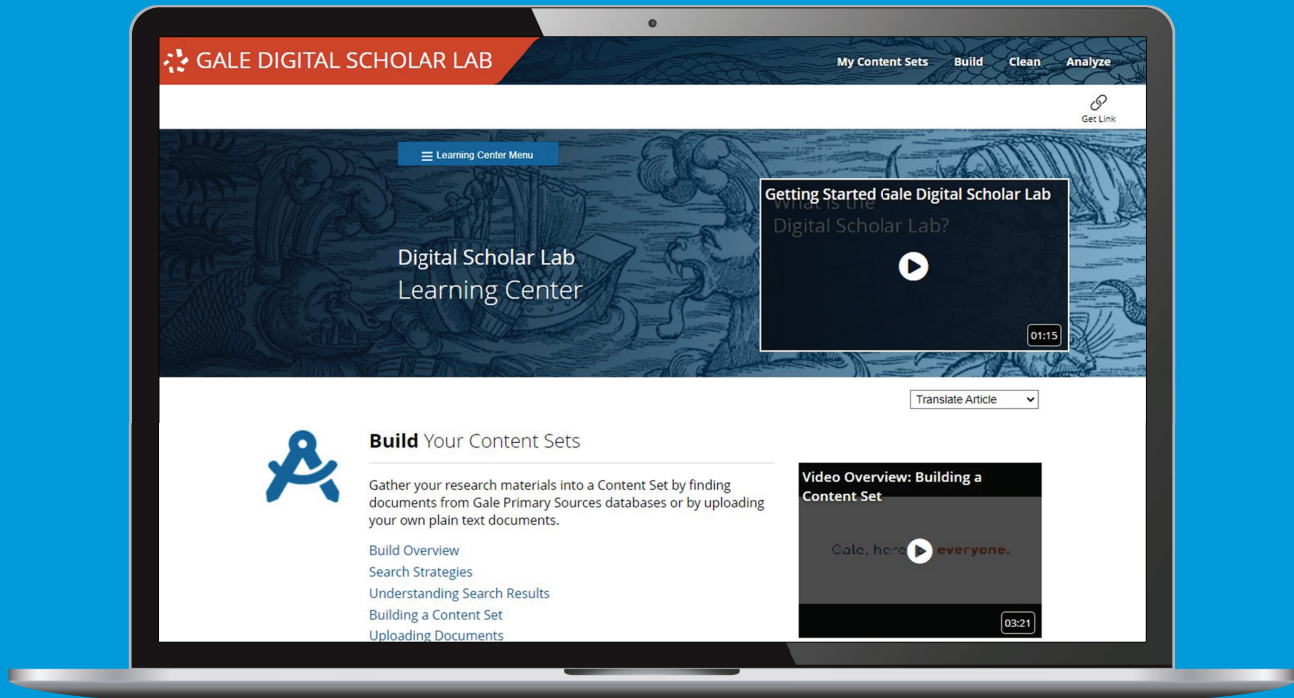 GALE DIGITAL SCHOLAR LAB
My Content Sets Build Clean Analyze
Get Link
Learning Center Menu
Getting Started Gale Digital Scholar Lab
What is the
Digital Scholar Lab?
01:15
Digital Scholar Lab
Learning Center
Translate Article
Build Your Content Sets
Gather your research materials into a Content Set by finding
documents from Gale Primary Sources databases or by uploading
your own plain text documents.
Build Overview
Search Strategies
Understanding Search Results
Building a Content Set
Uploading Documents
Video Overview: Building a
Content Set
Gale, here everyone.
03:21